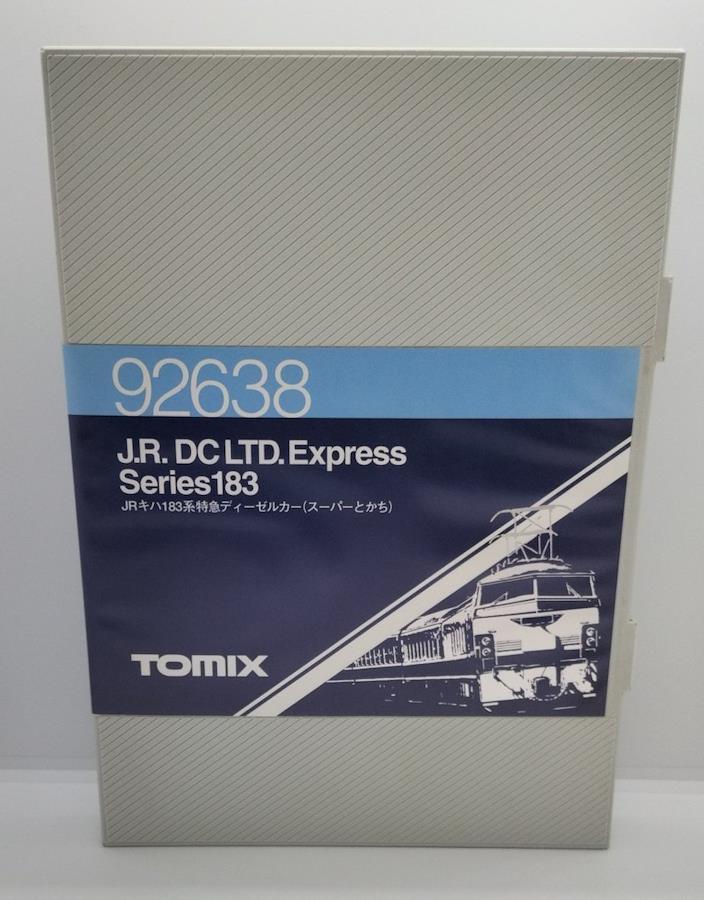 92638
J.R. DC LTD. Express
Series183
JRキハ183系特急ディーゼルカー(スーパーとかち)
TOMIX